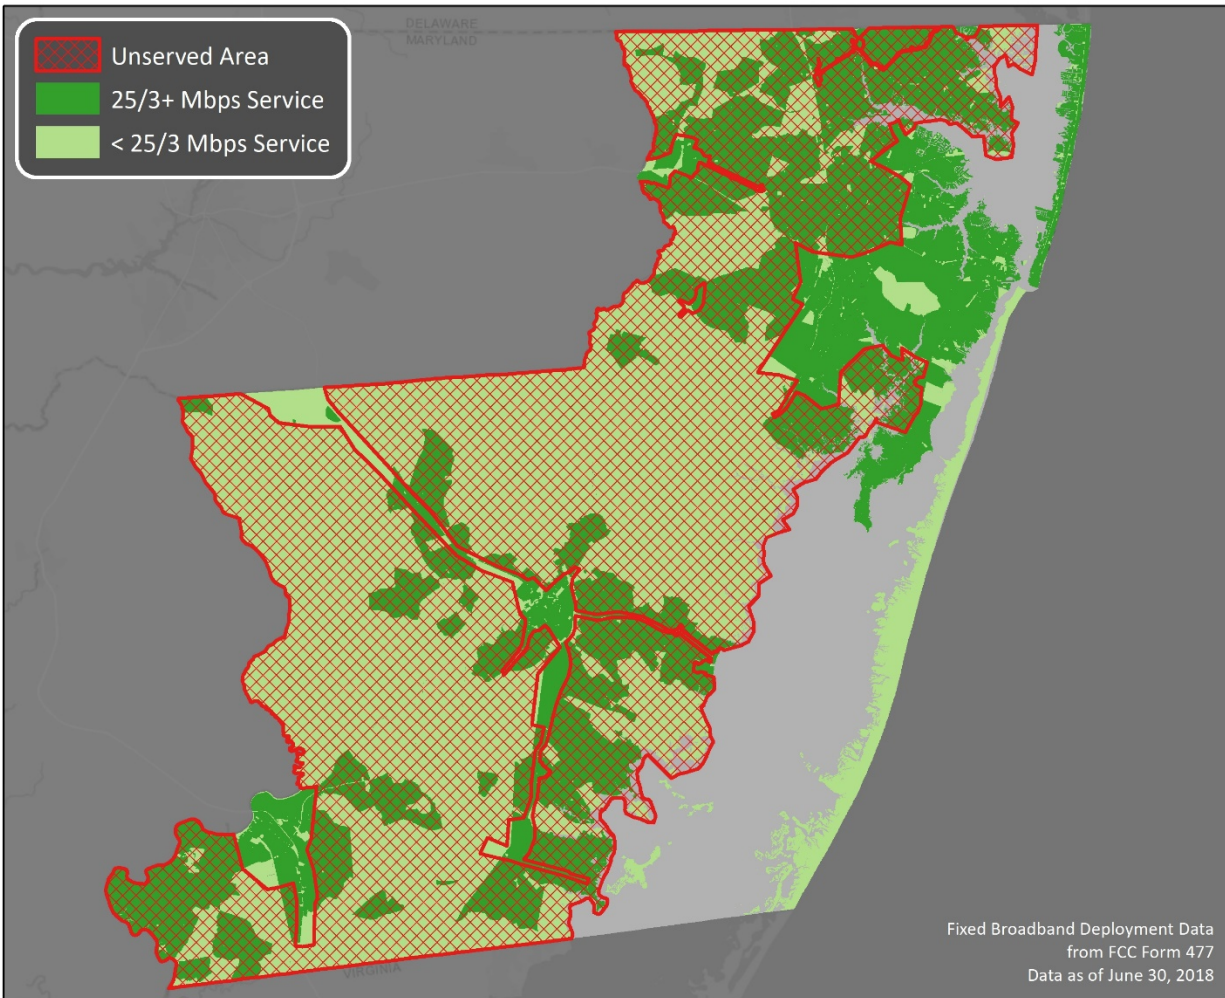 DELAWARE
MARYLAND
Unserved Area
25/3+ Mbps Service
< 25/3 Mbps Service
VIRGINIA
Fixed Broadband Deployment Data
from FCC Form 477
Data as of June 30, 2018